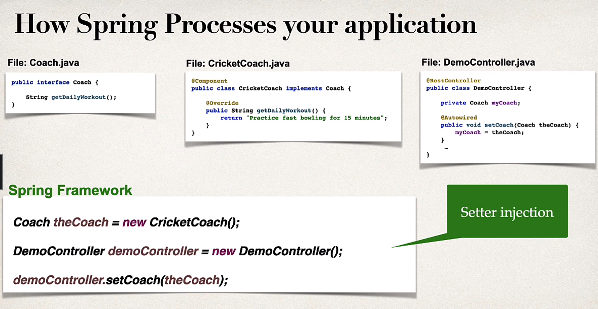 How Spring Processes your application
File: Coach.java
public interface Coach {
String getDailyWorkout();
}
File: CricketCoach.java
@Component
public class CricketCoach implements Coach {
@Override
public String getDailyWorkout() {
return "Practice fast bowling for 15 minutes";
}
}
File: DemoController.java
@RestController
public class DemoController {
private Coach myCoach;
@Autowired
public void setCoach(Coach theCoach) {
myCoach = theCoach;
}
…
}
Spring Framework
Coach theCoach = new CricketCoach();
DemoController demoController = new DemoController();
demoController.setCoach(theCoach);
Setter injection